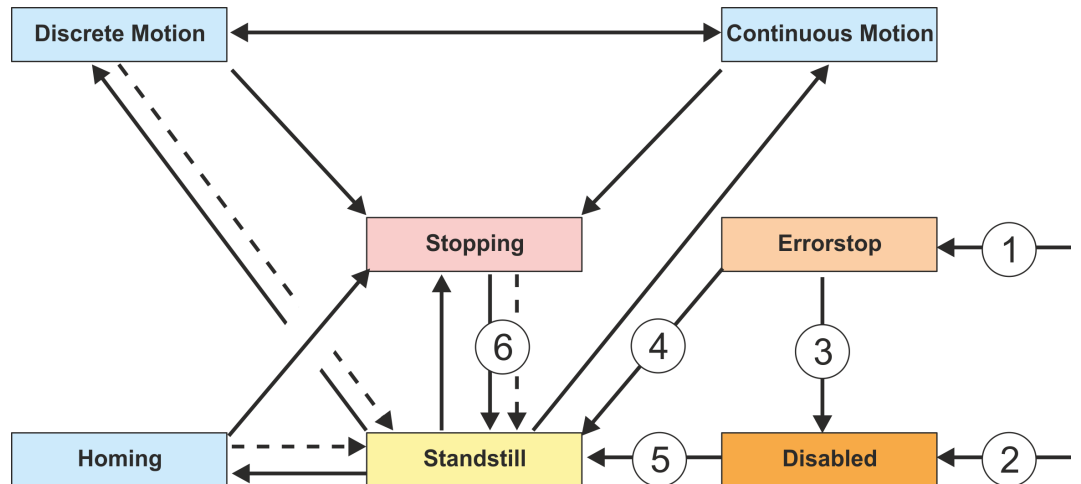 Discrete Motion
Continuous Motion
Stopping
Errorstop
1
6
4
3
Homing
Standstill
5
Disabled
2